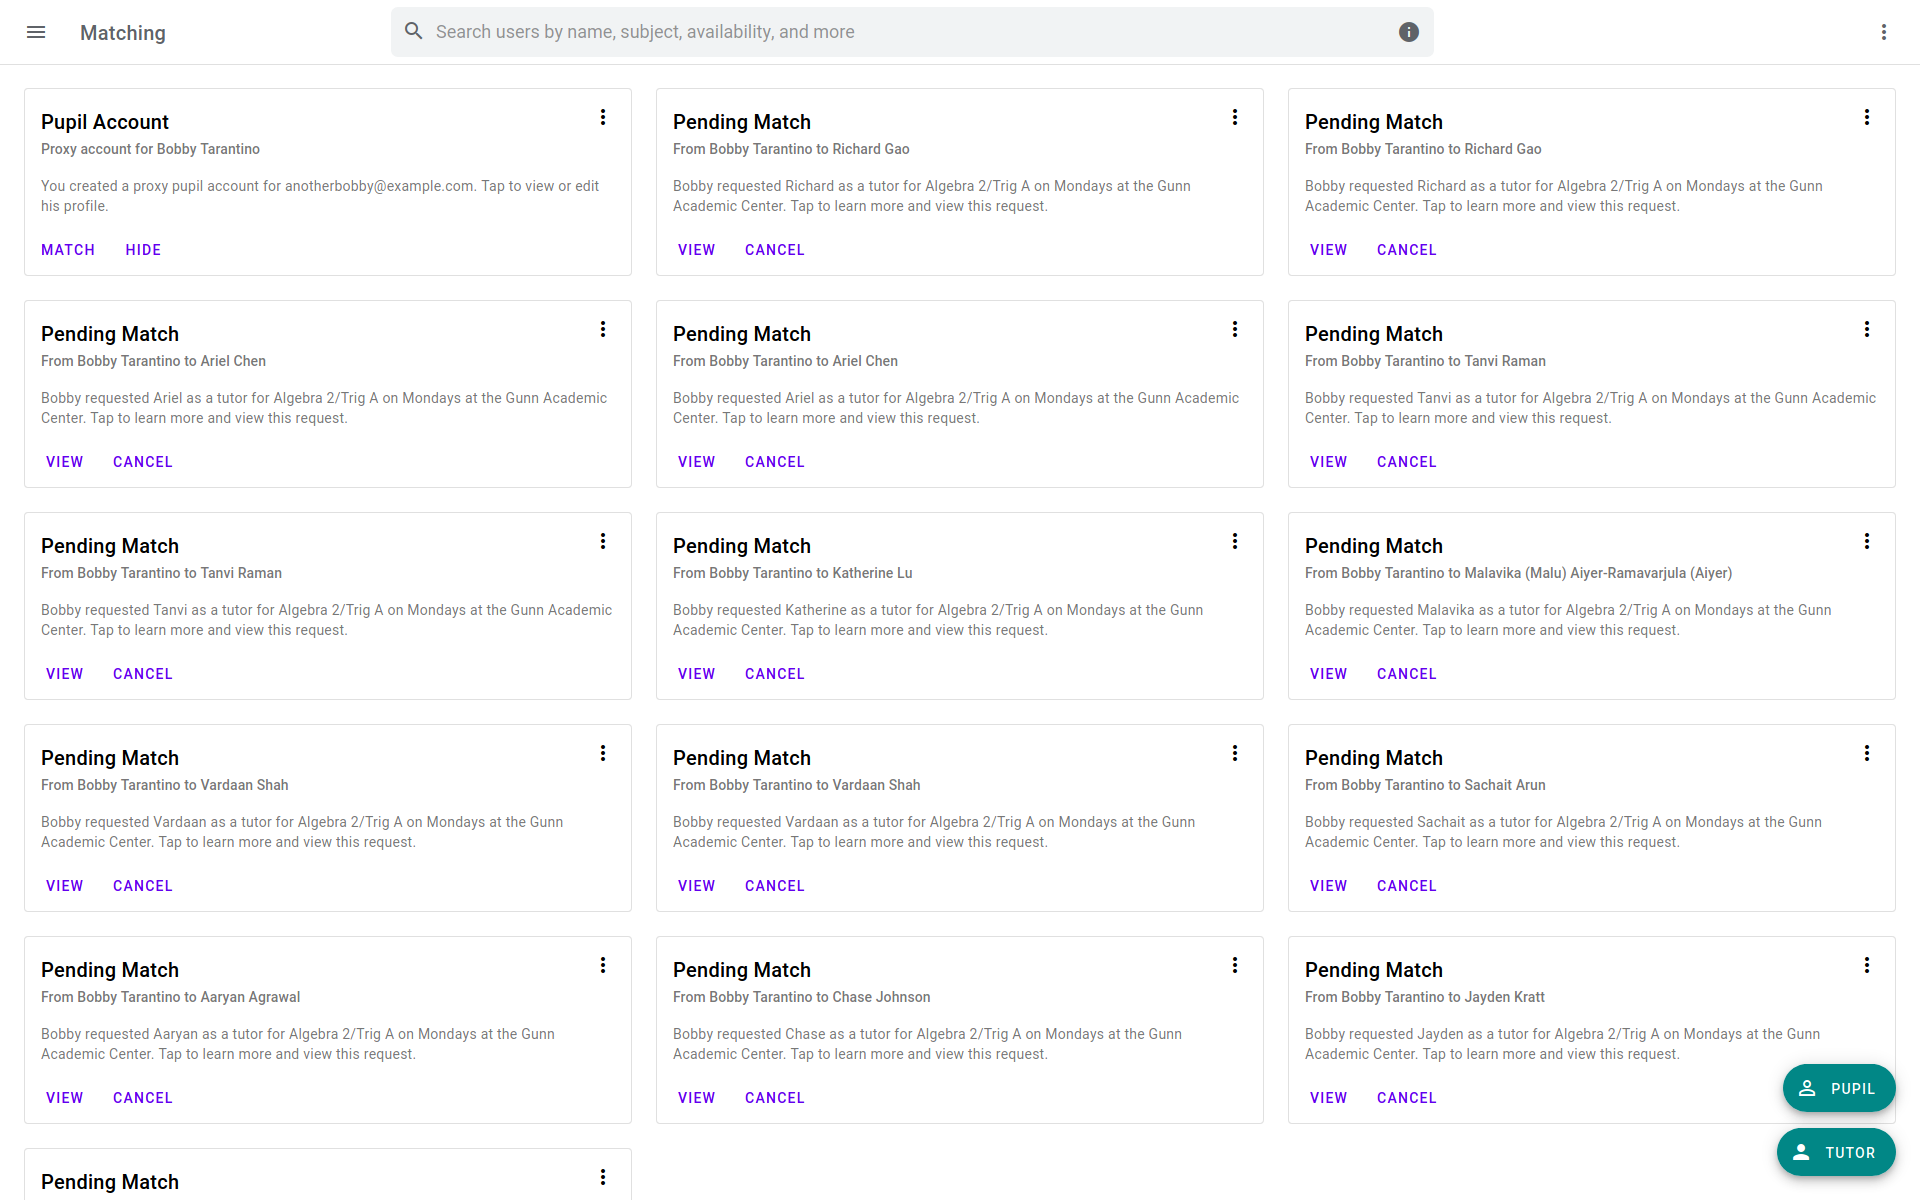 Matching
Search users by name, subject, availability, and more
Pupil Account
Proxy account for Bobby Tarantino
You created a proxy pupil account for anotherbobby@example.com. Tap to view or edit
his profile.
MATCH HIDE
Pending Match
From Bobby Tarantino to Richard Gao
Bobby requested Richard as a tutor for Algebra 2/Trig A on Mondays at the Gunn
Academic Center. Tap to learn more and view this request.
VIEW CANCEL
Pending Match
From Bobby Tarantino to Richard Gao
Bobby requested Richard as a tutor for Algebra 2/Trig A on Mondays at the Gunn
Academic Center. Tap to learn more and view this request.
VIEW CANCEL
Pending Match
From Bobby Tarantino to Ariel Chen
Bobby requested Ariel as a tutor for Algebra 2/Trig A on Mondays at the Gunn Academic
Center. Tap to learn more and view this request.
VIEW CANCEL
Pending Match
From Bobby Tarantino to Ariel Chen
Bobby requested Ariel as a tutor for Algebra 2/Trig A on Mondays at the Gunn Academic
Center. Tap to learn more and view this request.
VIEW CANCEL
Pending Match
From Bobby Tarantino to Tanvi Raman
Bobby requested Tanvi as a tutor for Algebra 2/Trig A on Mondays at the Gunn Academic
Center. Tap to learn more and view this request.
VIEW CANCEL
Pending Match
From Bobby Tarantino to Tanvi Raman
Bobby requested Tanvi as a tutor for Algebra 2/Trig A on Mondays at the Gunn Academic
Center. Tap to learn more and view this request.
VIEW CANCEL
Pending Match
From Bobby Tarantino to Katherine Lu
Bobby requested Katherine as a tutor for Algebra 2/Trig A on Mondays at the Gunn
Academic Center. Tap to learn more and view this request.
VIEW CANCEL
Pending Match
From Bobby Tarantino to Malavika (Malu) Aiyer-Ramavarjula (Aiyer)
Bobby requested Malavika as a tutor for Algebra 2/Trig A on Mondays at the Gunn
Academic Center. Tap to learn more and view this request.
VIEW CANCEL
Pending Match
From Bobby Tarantino to Vardaan Shah
Bobby requested Vardaan as a tutor for Algebra 2/Trig A on Mondays at the Gunn
Academic Center. Tap to learn more and view this request.
VIEW CANCEL
Pending Match
From Bobby Tarantino to Vardaan Shah
Bobby requested Vardaan as a tutor for Algebra 2/Trig A on Mondays at the Gunn
Academic Center. Tap to learn more and view this request.
VIEW CANCEL
Pending Match
From Bobby Tarantino to Sachait Arun
Bobby requested Sachait as a tutor for Algebra 2/Trig A on Mondays at the Gunn
Academic Center. Tap to learn more and view this request.
VIEW CANCEL
Pending Match
From Bobby Tarantino to Aaryan Agrawal
Bobby requested Aaryan as a tutor for Algebra 2/Trig A on Mondays at the Gunn
Academic Center. Tap to learn more and view this request.
VIEW CANCEL
Pending Match
From Bobby Tarantino to Chase Johnson
Bobby requested Chase as a tutor for Algebra 2/Trig A on Mondays at the Gunn
Academic Center. Tap to learn more and view this request.
VIEW CANCEL
Pending Match
From Bobby Tarantino to Jayden Kratt
Bobby requested Jayden as a tutor for Algebra 2/Trig A on Mondays at the Gunn
Academic Center. Tap to learn more and view this request.
VIEW CANCEL
PUPIL
TUTOR
Pending Match